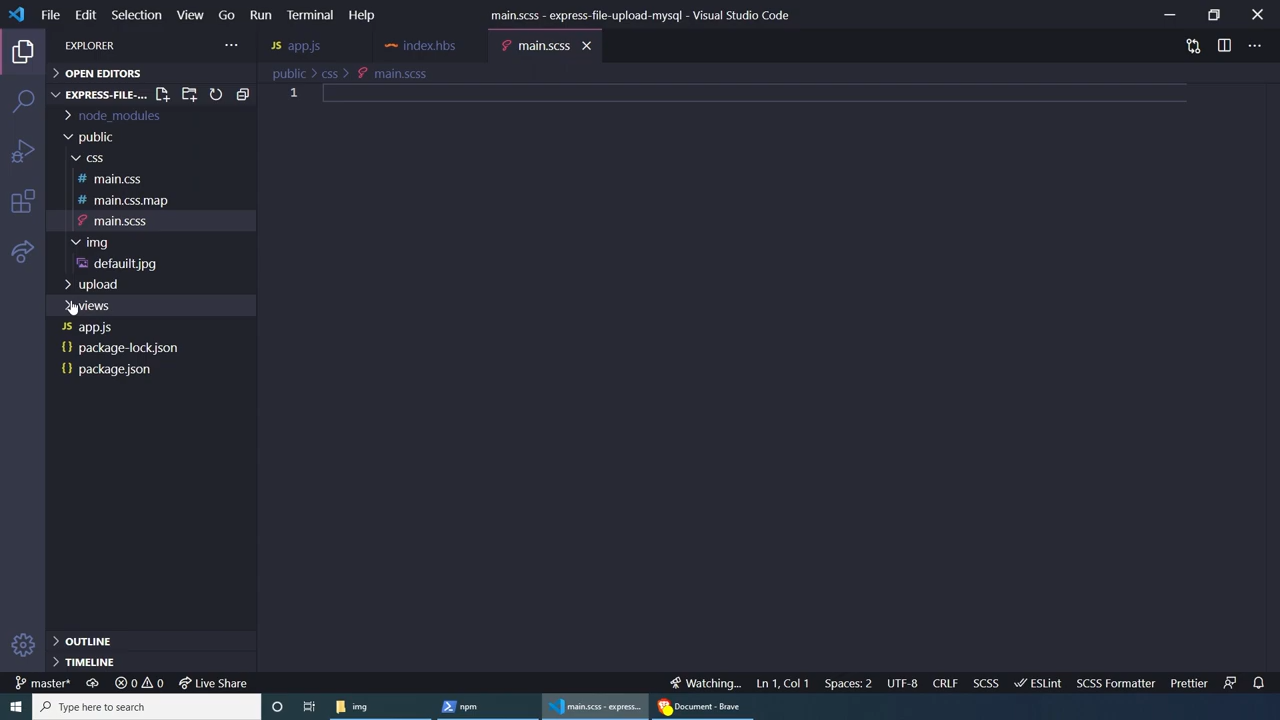 File Edit Selection View Go Run Terminal Help
main.scss - express-file-upload-mysql - Visual Studio Code
EXPLORER
JS app.js
index.hbs
main.scss
OPEN EDITORS
public > css > main.scss
EXPRESS-FILE-...
1
node_modules
public
css
# main.css
# main.css.map
main.scss
img
defauilt.jpg
upload
views
JS app.js
{} package-lock.json
{} package.json
OUTLINE
TIMELINE
master* 0 0 Live Share
Watching... Ln 1, Col 1 Spaces: 2 UTF-8 CRLF SCSS ESLint SCSS Formatter Prettier
Type here to search
img
npm
main.scss - express...
Document - Brave